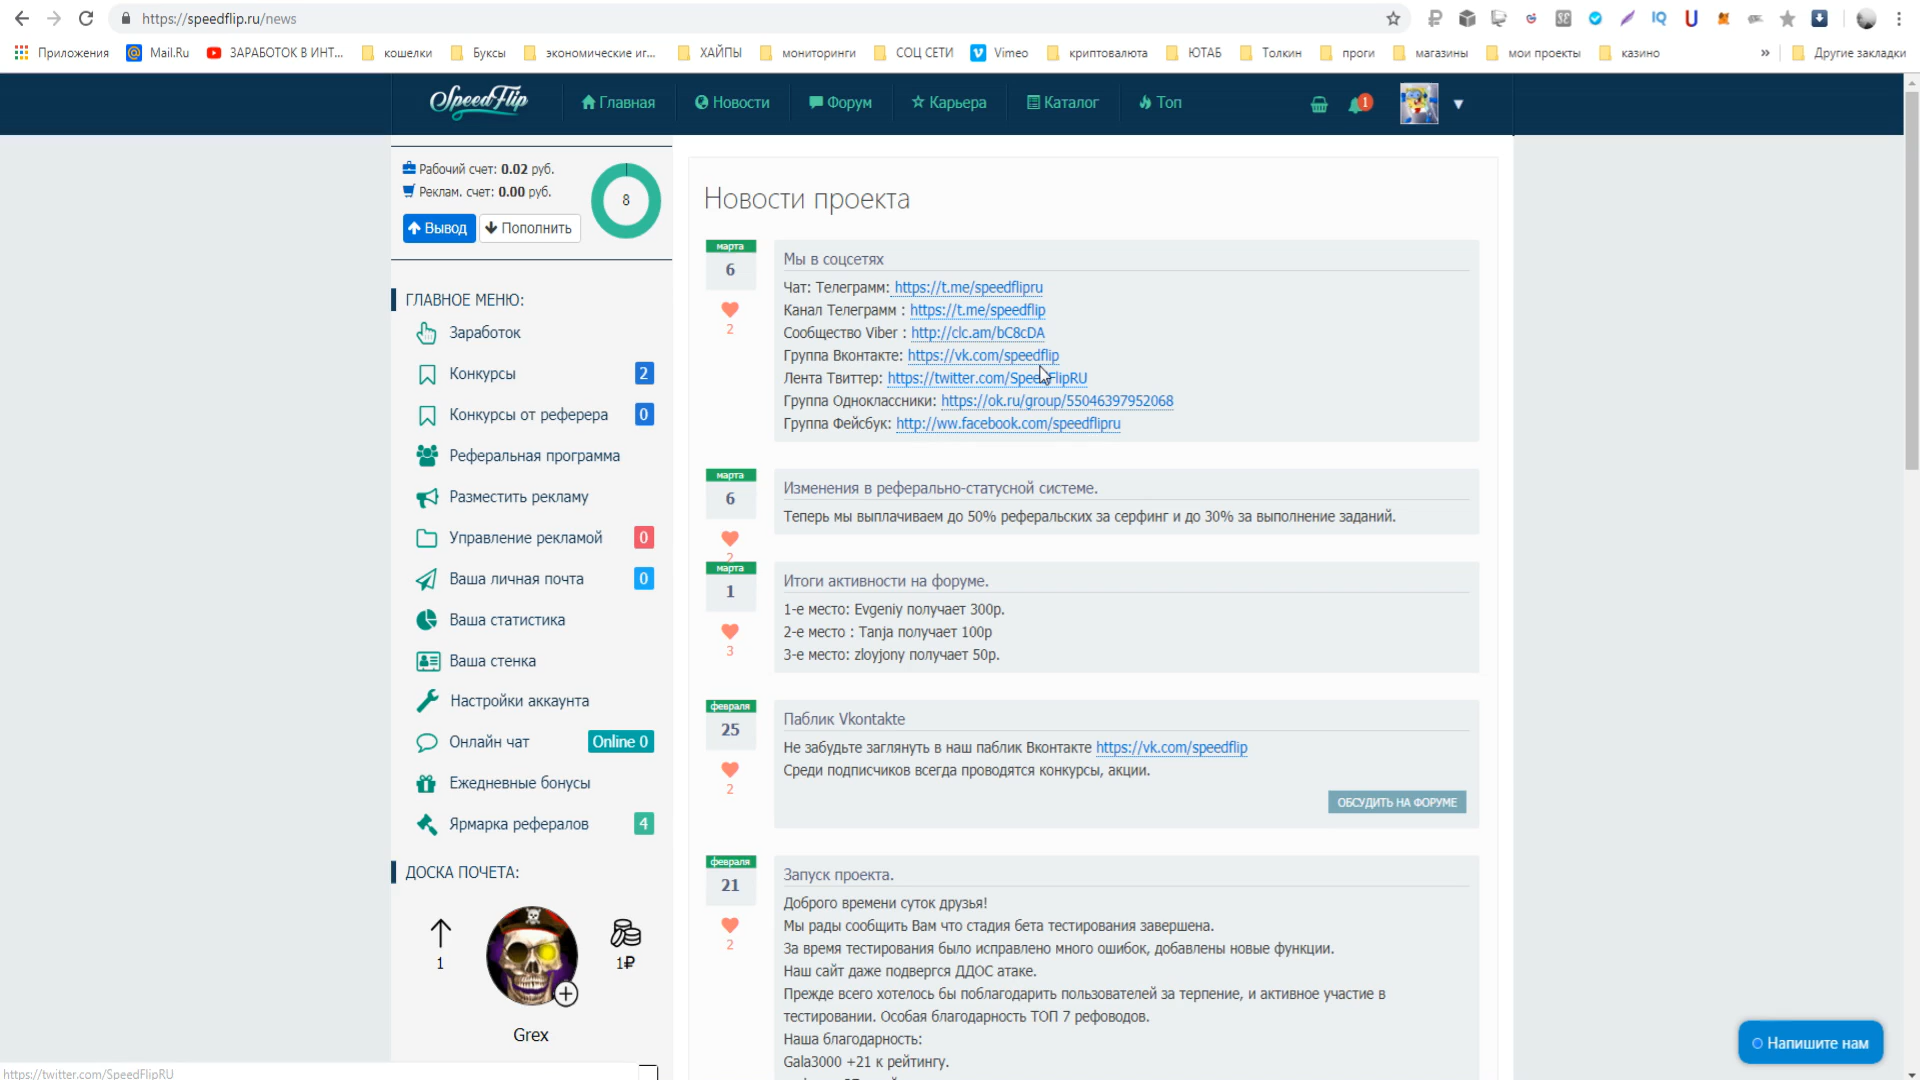 https://speedflip.ru/news
Приложения
Mail.Ru
ЗАРАБОТОК В ИНТ...
кошелки
Буксы
экономические иг...
ХАЙПЫ
мониторинги
СОЦ СЕТИ
Vimeo
криптовалюта
ЮТАБ
Толкин
проги
магазины
мои проекты
казино
»
Другие закладки
SpeedFlip
Главная
Новости
Форум
Карьера
Каталог
Топ
1
Рабочий счет: 0.02 руб.
Реклам. счет: 0.00 руб.
8
Вывод
Пополнить
ГЛАВНОЕ МЕНЮ:
Заработок
Конкурсы 2
Конкурсы от реферера 0
Реферальная программа
Разместить рекламу
Управление рекламой 0
Ваша личная почта 0
Ваша статистика
Ваша стенка
Настройки аккаунта
Онлайн чат Online 0
Ежедневные бонусы
Ярмарка рефералов 4
ДОСКА ПОЧЕТА:
1
1₽
Grex
Новости проекта
марта
6
2
Мы в соцсетях
Чат: Телеграмм: https://t.me/speedflipru
Канал Телеграмм : https://t.me/speedflip
Сообщество Viber : http://clc.am/bC8cDA
Группа Вконтакте: https://vk.com/speedflip
Лента Твиттер: https://twitter.com/SpeedFlipRU
Группа Одноклассники: https://ok.ru/group/55046397952068
Группа Фейсбук: http://ww.facebook.com/speedflipru
марта
6
2
Изменения в реферально-статусной системе.
Теперь мы выплачиваем до 50% реферальских за серфинг и до 30% за выполнение заданий.
марта
1
3
Итоги активности на форуме.
1-е место: Evgeniy получает 300р.
2-е место : Tanja получает 100р
3-е место: zloyjony получает 50р.
февраля
25
2
Паблик Vkontakte
Не забудьте заглянуть в наш паблик Вконтакте https://vk.com/speedflip
Среди подписчиков всегда проводятся конкурсы, акции.
ОБСУДИТЬ НА ФОРУМЕ
февраля
21
2
Запуск проекта.
Доброго времени суток друзья!
Мы рады сообщить Вам что стадия бета тестирования завершена.
За время тестирования было исправлено много ошибок, добавлены новые функции.
Наш сайт даже подвергся ДДОС атаке.
Прежде всего хотелось бы поблагодарить пользователей за терпение, и активное участие в
тестировании. Особая благодарность ТОП 7 рефоводов.
Наша благодарность:
Gala3000 +21 к рейтингу.
Напишите нам
https://twitter.com/SpeedFlipRU